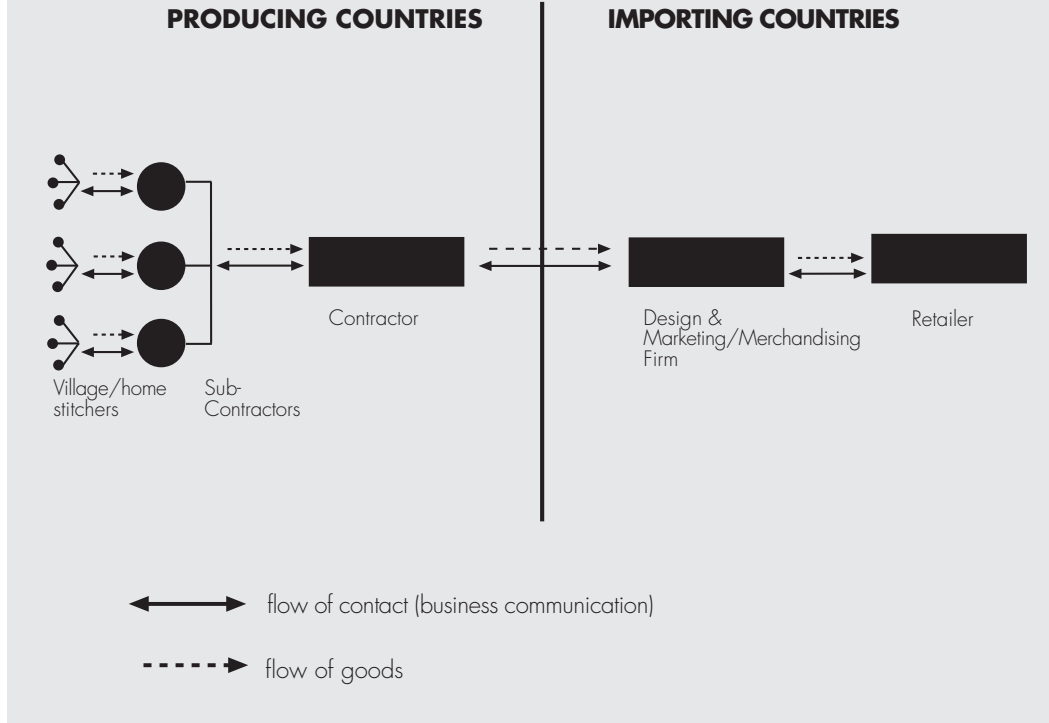 PRODUCING COUNTRIES
IMPORTING COUNTRIES
Contractor
Design &
Marketing/Merchandising
Firm
Retailer
Village/home
stitchers
Sub-
Contractors
flow of contact (business communication)
flow of goods